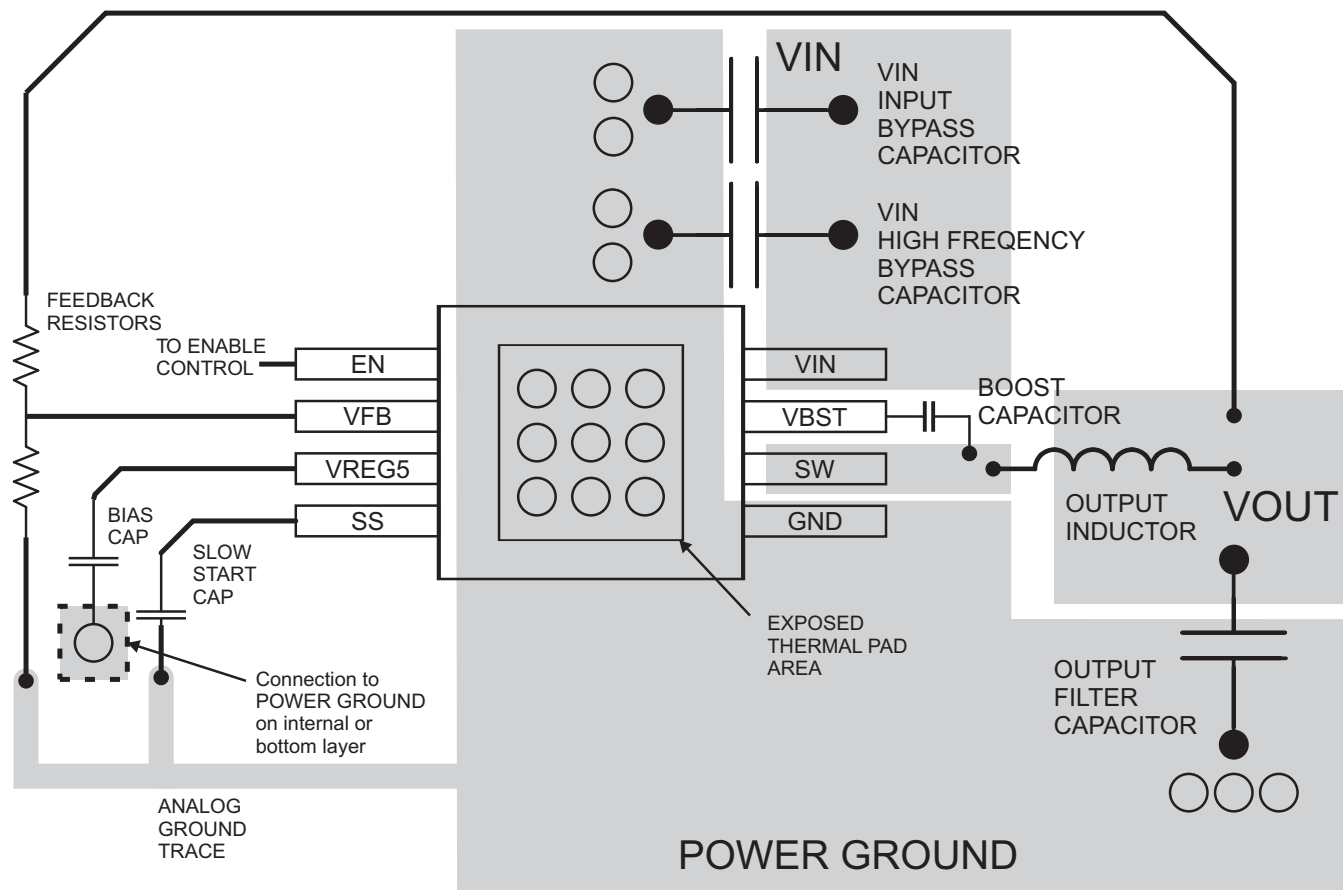 VIN
VIN
INPUT
BYPASS
CAPACITOR
VIN
HIGH FREQENCY
BYPASS
CAPACITOR
FEEDBACK
RESISTORS
TO ENABLE
CONTROL
EN
VFB
VREG5
SS
VIN
VBST
SW
GND
BOOST
CAPACITOR
OUTPUT
INDUCTOR
VOUT
BIAS
CAP
SLOW
START
CAP
EXPOSED
THERMAL PAD
AREA
Connection to
POWER GROUND
on internal or
bottom layer
OUTPUT
FILTER
CAPACITOR
ANALOG
GROUND
TRACE
POWER GROUND